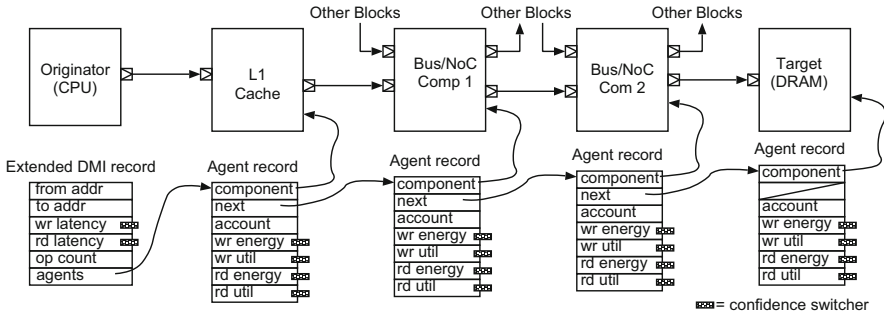 Other Blocks
Other Blocks
Other Blocks
Other Blocks
Originator
(CPU)
L1
Cache
Bus/NoC
Comp 1
Bus/NoC
Com 2
Target
(DRAM)
Extended DMI record
from addr
to addr
wr latency
rd latency
op count
agents
Agent record
component
next
account
wr energy
wr util
rd energy
rd util
Agent record
component
next
account
wr energy
wr util
rd energy
rd util
Agent record
component
next
account
wr energy
wr util
rd energy
rd util
Agent record
component
account
wr energy
wr util
rd energy
rd util
= confidence switcher